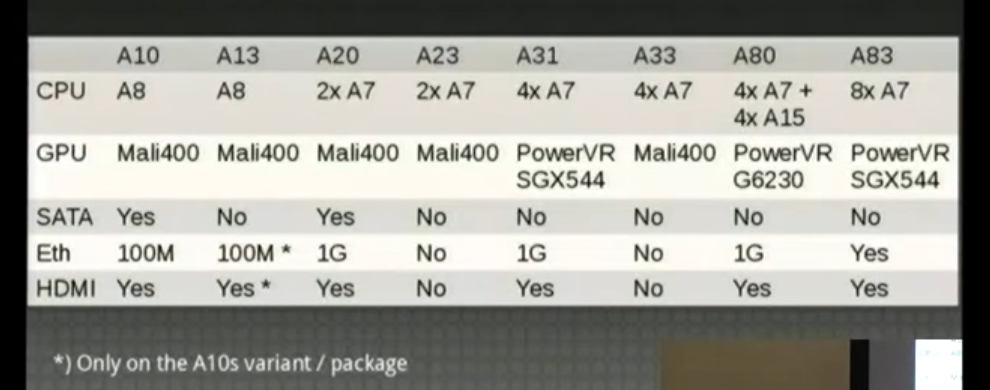 A10 A13 A20 A23 A31 A33 A80 A83
CPU A8 A8 2x A7 2x A7 4x A7 4x A7 4x A7 + 8x A7
4x A15
GPU Mali400 Mali400 Mali400 Mali400 PowerVR Mali400 PowerVR PowerVR
SGX544 G6230 SGX544
SATA Yes No Yes No No No No No
Eth 100M 100M * 1G No 1G No 1G Yes
HDMI Yes Yes * Yes No Yes No Yes Yes
*) Only on the A10s variant / package